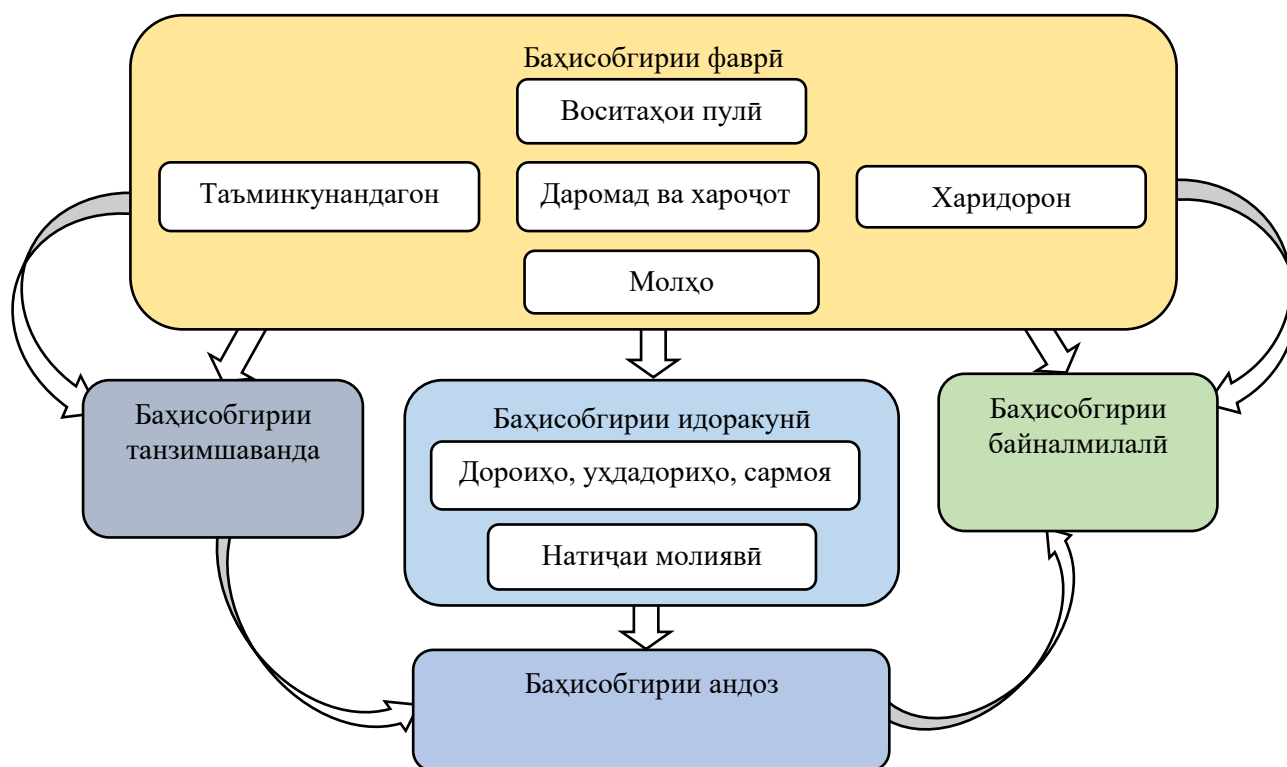 Баҳисобгирии фаврӣ
Воситаҳои пулӣ
Таъминкунандагон
Даромад ва хароҷот
Харидорон
Молҳо
Баҳисобгирии
танзимшаванда
Баҳисобгирии идоракунӣ
Дороиҳо, уҳдадориҳо, сармоя
Натиҷаи молиявӣ
Баҳисобгирии
байналмилалӣ
Баҳисобгирии андоз